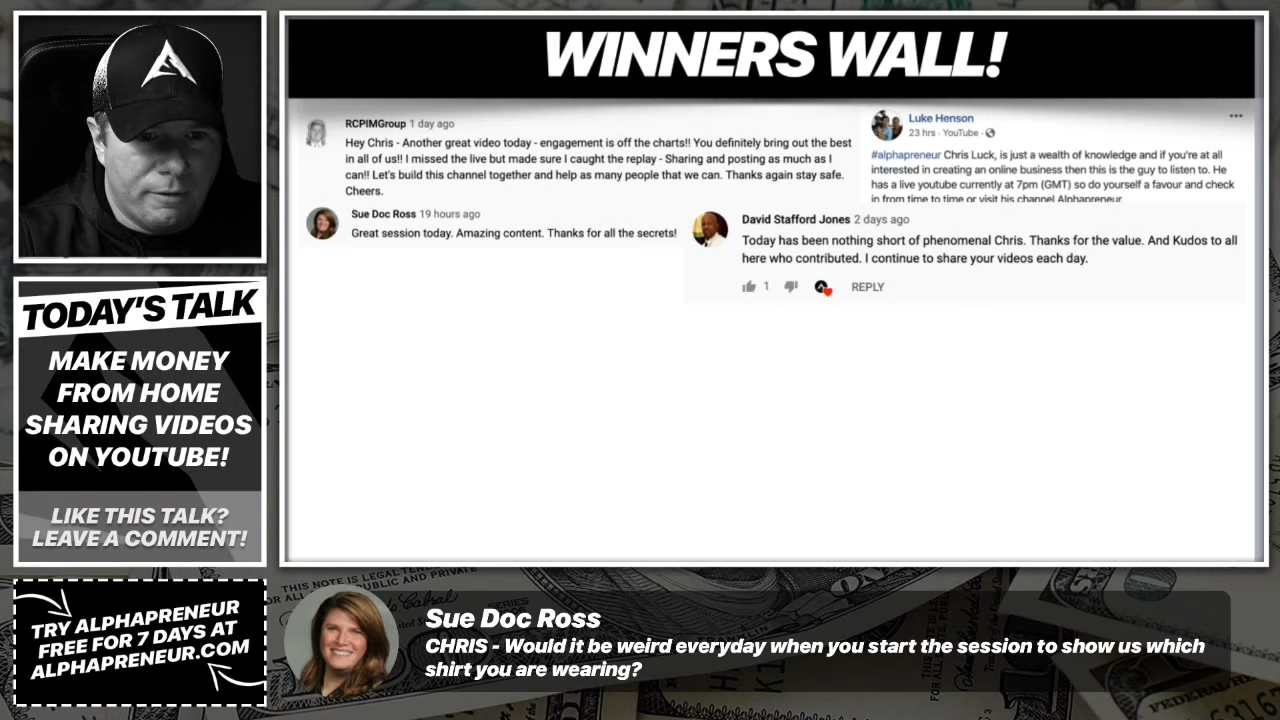 WINNERS WALL!
RCPIMGroup 1 day ago
Hey Chris - Another great video today - engagement is off the charts!! You definitely bring out the best
in all of us!! I missed the live but made sure I caught the replay - Sharing and posting as much as I
can!! Let's build this channel together and help as many people that we can. Thanks again stay safe.
Cheers.
Sue Doc Ross 19 hours ago
Great session today. Amazing content. Thanks for all the secrets!
Luke Henson
23 hrs · YouTube ·
#alphapreneur Chris Luck, is just a wealth of knowledge and if you're at all
interested in creating an online business then this is the guy to listen to. He
has a live youtube currently at 7pm (GMT) so do yourself a favour and check
in from time to time or visit his channel Alphapreneur.
David Stafford Jones 2 days ago
Today has been nothing short of phenomenal Chris. Thanks for the value. And Kudos to all
here who contributed. I continue to share your videos each day.
1 REPLY
TODAY'S TALK
MAKE MONEY
FROM HOME
SHARING VIDEOS
ON YOUTUBE!
LIKE THIS TALK?
LEAVE A COMMENT!
TRY ALPHAPRENEUR
FREE FOR 7 DAYS AT
ALPHAPRENEUR.COM
Sue Doc Ross
CHRIS - Would it be weird everyday when you start the session to show us which
shirt you are wearing?